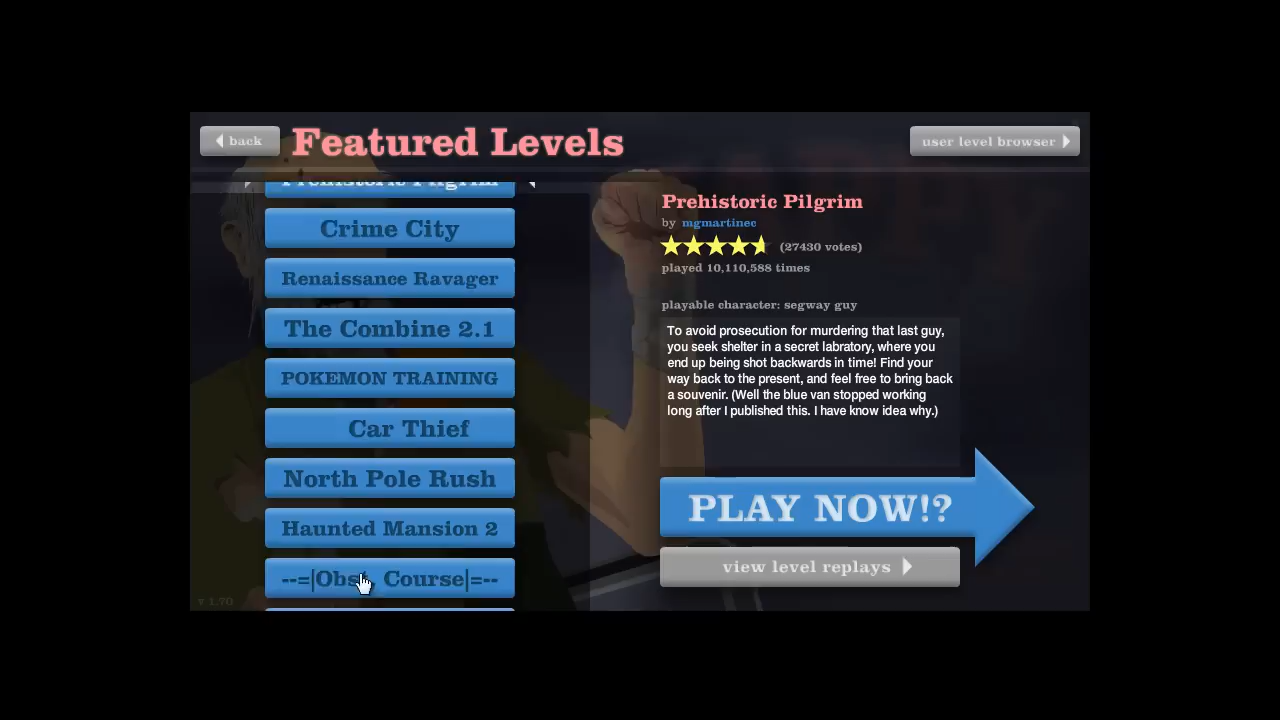 back
Featured Levels
user level browser
Prehistoric Pilgrim
Crime City
Renaissance Ravager
The Combine 2.1
POKEMON TRAINING
Car Thief
North Pole Rush
Haunted Mansion 2
--=|Obst. Course|=--
v 1.70
Prehistoric Pilgrim
by mgmartinec
(27430 votes)
played 10,110,588 times
playable character: segway guy
To avoid prosecution for murdering that last guy,
you seek shelter in a secret labratory, where you
end up being shot backwards in time! Find your
way back to the present, and feel free to bring back
a souvenir. (Well the blue van stopped working
long after I published this. I have know idea why.)
PLAY NOW!?
view level replays